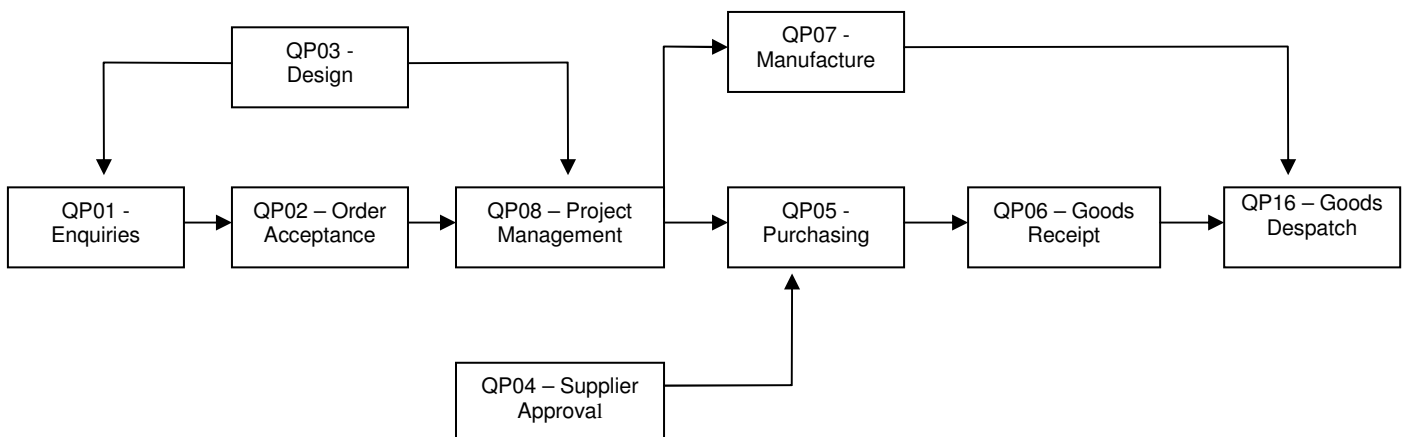 QP03 -
Design
QP07 -
Manufacture
QP01 -
Enquiries
QP02 – Order
Acceptance
QP08 – Project
Management
QP05 -
Purchasing
QP06 – Goods
Receipt
QP16 – Goods
Despatch
QP04 – Supplier
Approval